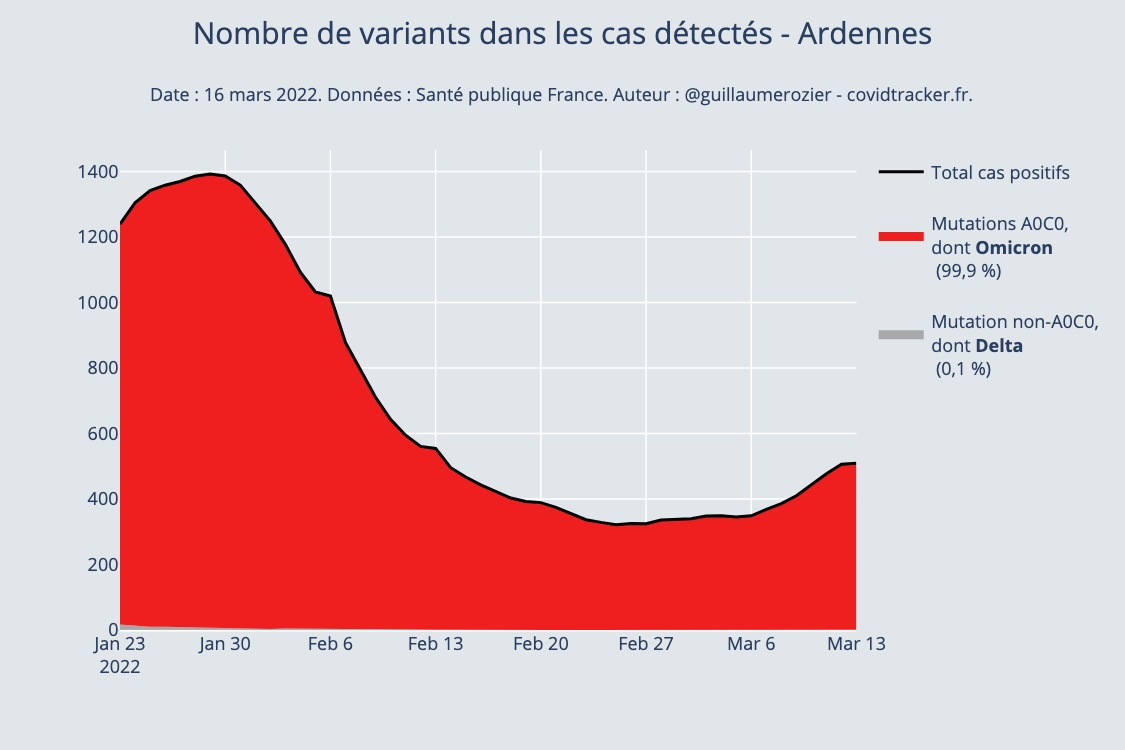 Nombre de variants dans les cas détectés - Ardennes
Date : 16 mars 2022. Données : Santé publique France. Auteur : @guillaumerozier - covidtracker.fr.
1400
1200
1000
800
600
400
200
0
Jan 23
2022
Jan 30
Feb 6
Feb 13
Feb 20
Feb 27
Mar 6
Mar 13
Total cas positifs
Mutations A0C0,
dont Omicron
(99,9 %)
Mutation non-A0C0,
dont Delta
(0,1 %)